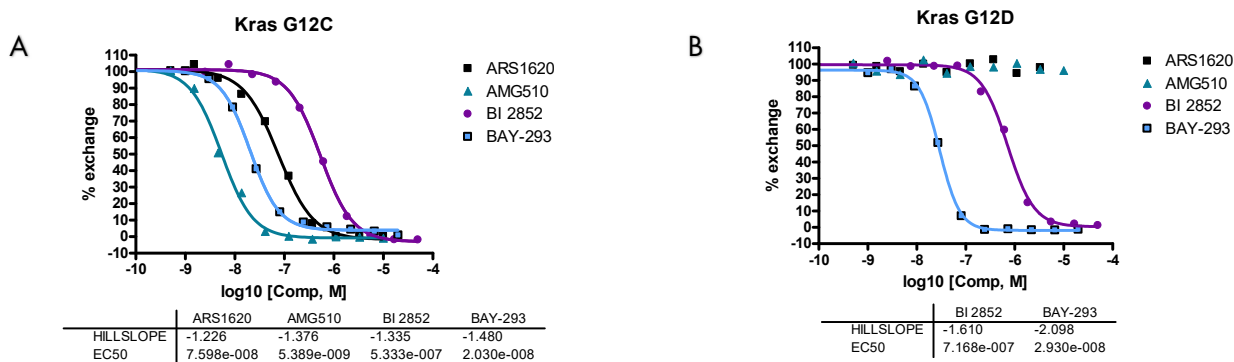 A
Kras G12C
110
100
90
80
70
60
50
40
30
20
10
0
-10
% exchange
-10 -9 -8 -7 -6 -5 -4
log10 [Comp, M]
ARS1620
AMG510
BI 2852
BAY-293
ARS1620 AMG510 BI 2852 BAY-293
HILLSLOPE -1.226 -1.376 -1.335 -1.480
EC50 7.598e-008 5.389e-009 5.333e-007 2.030e-008
B
Kras G12D
110
100
90
80
70
60
50
40
30
20
10
0
-10
% exchange
-10 -9 -8 -7 -6 -5 -4
log10 [Comp, M]
ARS1620
AMG510
BI 2852
BAY-293
BI 2852 BAY-293
HILLSLOPE -1.610 -2.098
EC50 7.168e-007 2.930e-008